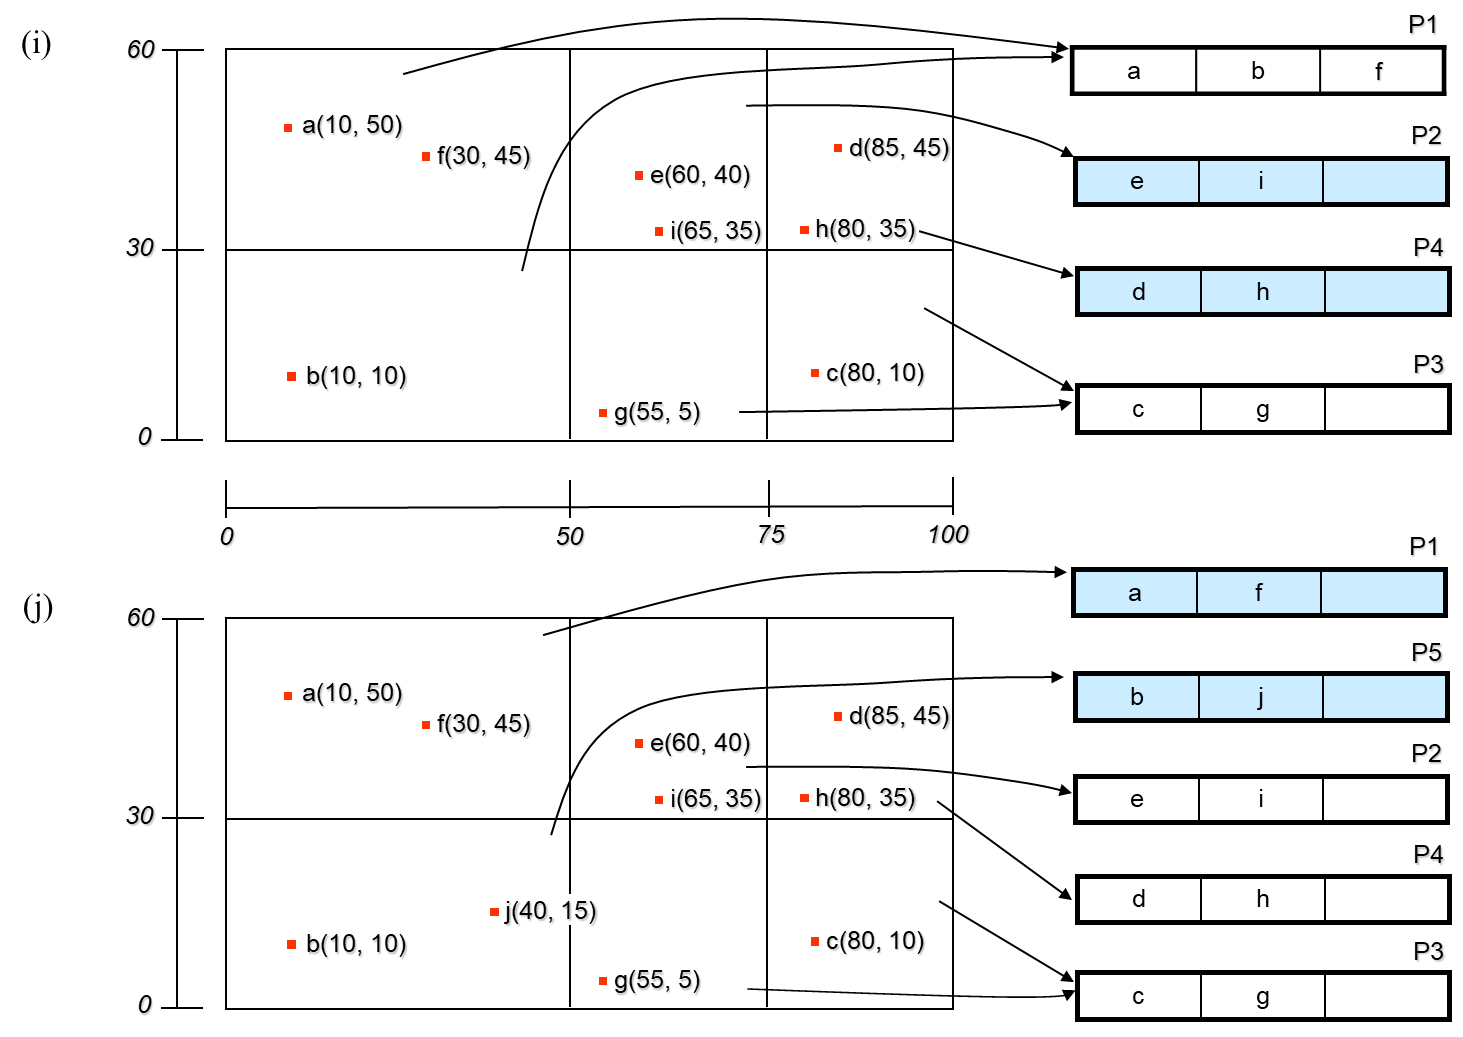 (i)
P1
60
a b f
a(10, 50)
f(30, 45)
d(85, 45)
P2
e(60, 40)
e i
i(65, 35)
h(80, 35)
30
P4
d h
b(10, 10)
c(80, 10)
P3
g(55, 5)
c g
0
0 50 75 100
P1
(j)
60
a f
P5
a(10, 50)
f(30, 45)
d(85, 45)
b j
e(60, 40)
P2
i(65, 35)
h(80, 35)
e i
30
P4
j(40, 15)
d h
b(10, 10)
c(80, 10)
P3
g(55, 5)
c g
0